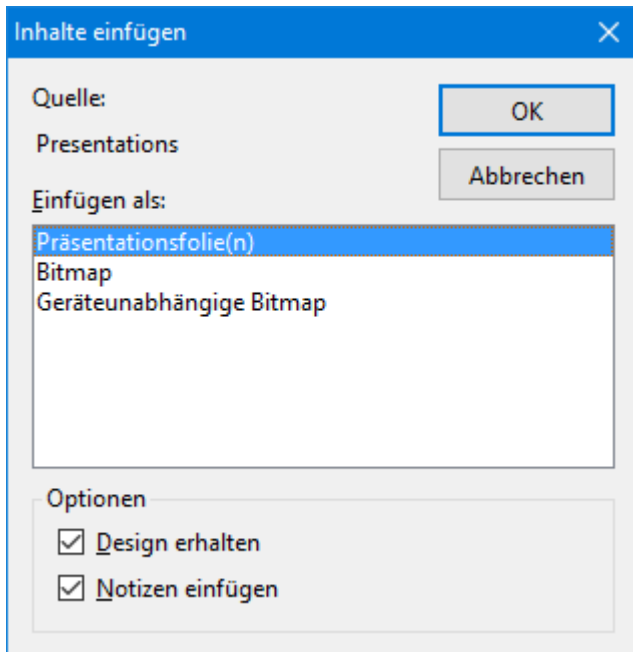 Inhalte einfügen
Quelle:
OK
Presentations
Abbrechen
Einfügen als:
Präsentationsfolie(n)
Bitmap
Geräteunabhängige Bitmap
Optionen
Design erhalten
Notizen einfügen